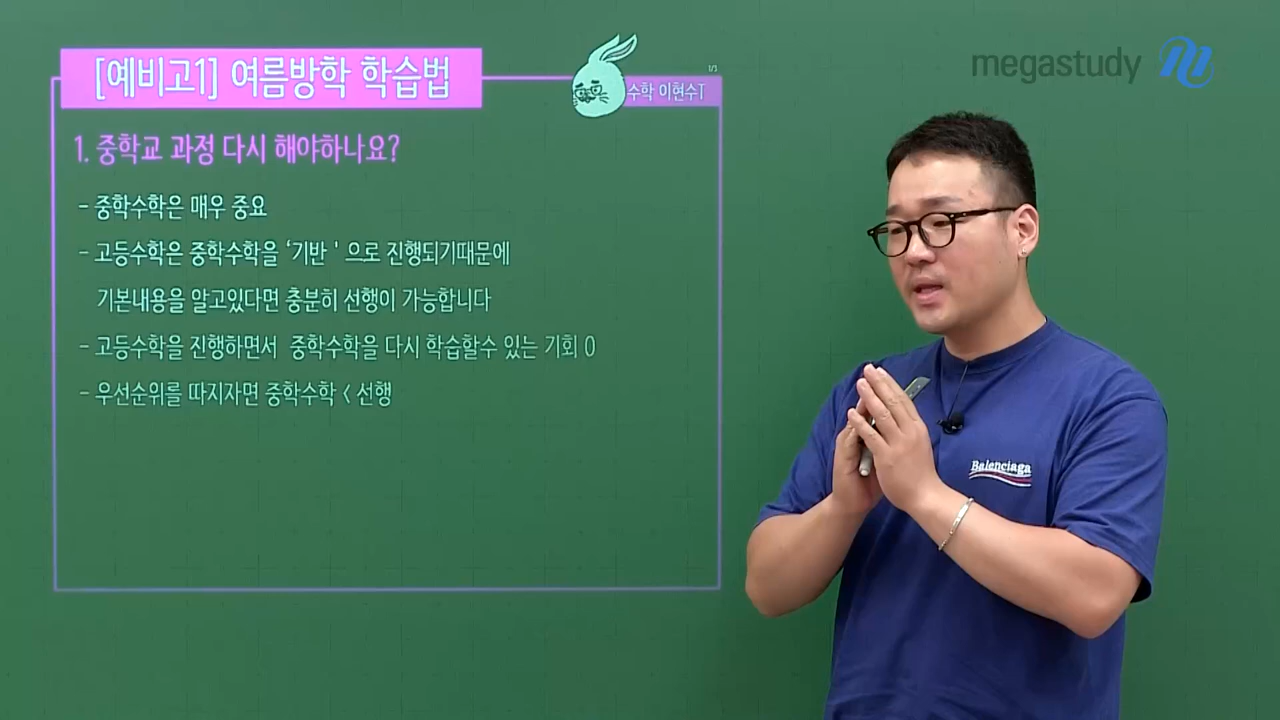 [예비고1] 여름방학 학습법
수학 이현수T
megastudy
1. 중학교 과정 다시 해야하나요?
- 중학수학은 매우 중요
- 고등수학은 중학수학을 ‘기반 ' 으로 진행되기때문에
기본내용을 알고있다면 충분히 선행이 가능합니다
- 고등수학을 진행하면서 중학수학을 다시 학습할수 있는 기회 0
- 우선순위를 따지자면 중학수학 < 선행
Balenciaga